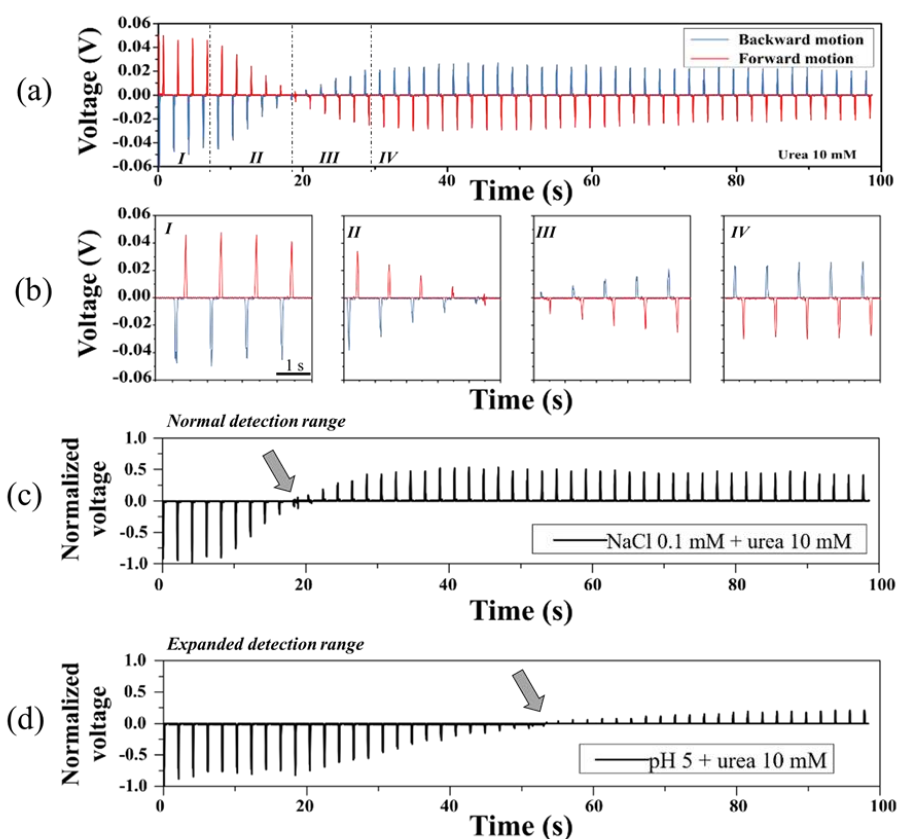 (a)
Voltage (V)
0.06
0.04
0.02
0.00
-0.02
-0.04
-0.06
Backward motion
Forward motion
I II III IV
Urea 10 mM
0 20 40 60 80 100
Time (s)
(b)
Voltage (V)
0.06
0.04
0.02
0.00
-0.02
-0.04
-0.06
I
1 s
II
III
IV
Time (s)
Normal detection range
(c)
Normalized
voltage
1.0
0.5
0.0
-0.5
-1.0
NaCl 0.1 mM + urea 10 mM
0 20 40 60 80 100
Time (s)
Expanded detection range
(d)
Normalized
voltage
1.0
0.5
0.0
-0.5
-1.0
pH 5 + urea 10 mM
0 20 40 60 80 100
Time (s)